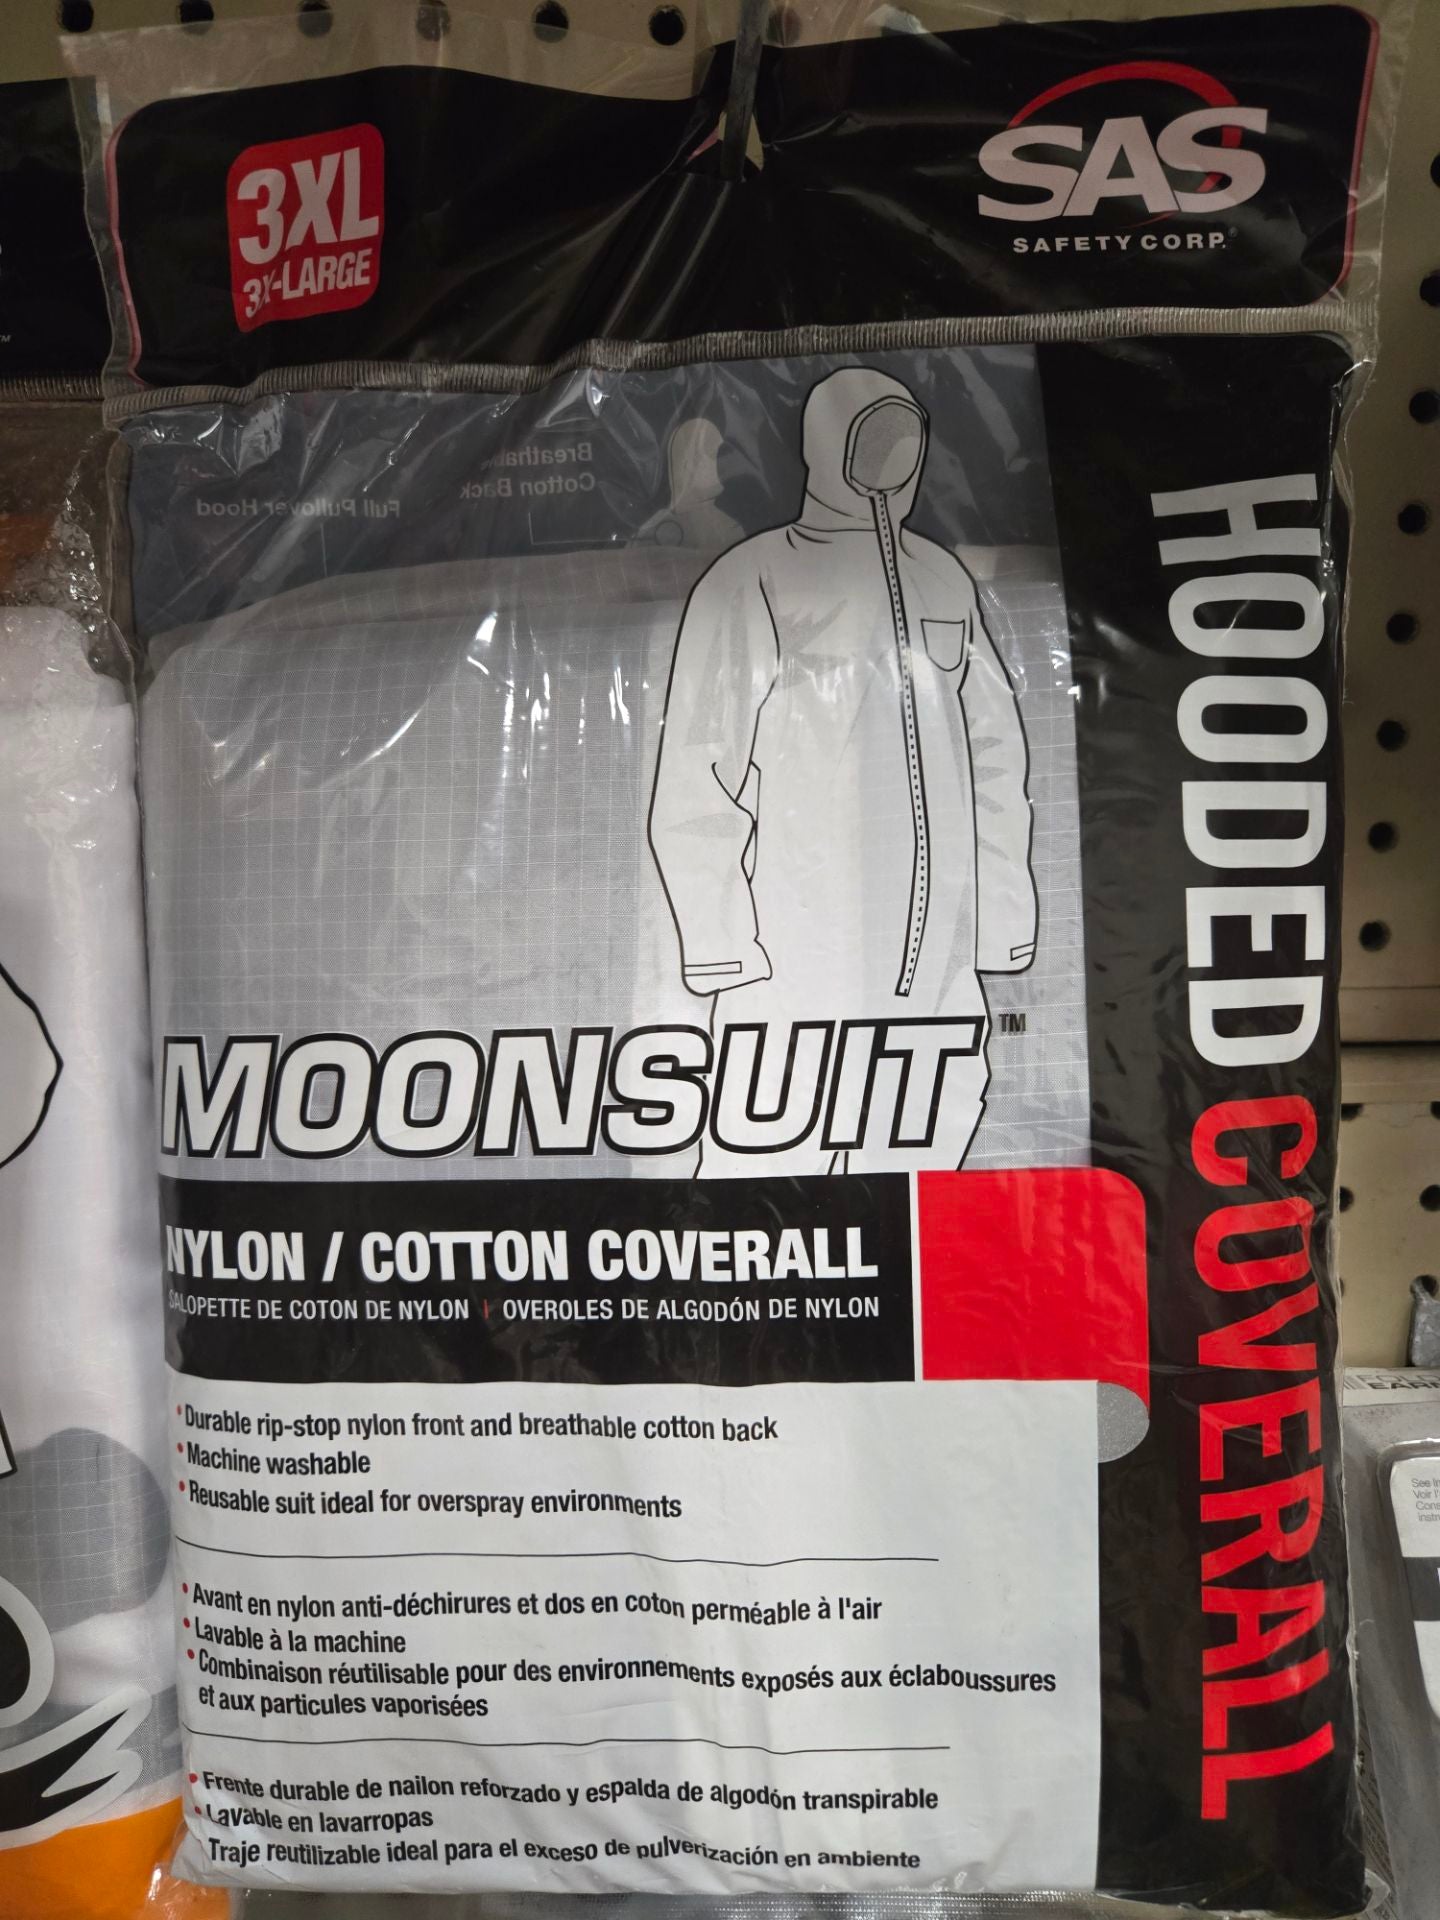 3XL
3X-LARGE
SAS
SAFETY CORP.®
Breathable
Cotton Back
Full Pullover Hood
HOODED COVERALL
MOONSUIT™
NYLON / COTTON COVERALL
SALOPETTE DE COTON DE NYLON | OVEROLES DE ALGODÓN DE NYLON
• Durable rip-stop nylon front and breathable cotton back
• Machine washable
• Reusable suit ideal for overspray environments
• Avant en nylon anti-déchirures et dos en coton perméable à l'air
• Lavable à la machine
• Combinaison réutilisable pour des environnements exposés aux éclaboussures
et aux particules vaporisées
• Frente durable de nailon reforzado y espalda de algodón transpirable
• Lavable en lavarropas
Traje reutilizable ideal para el exceso de pulverización en ambiente
TM
See
Voir